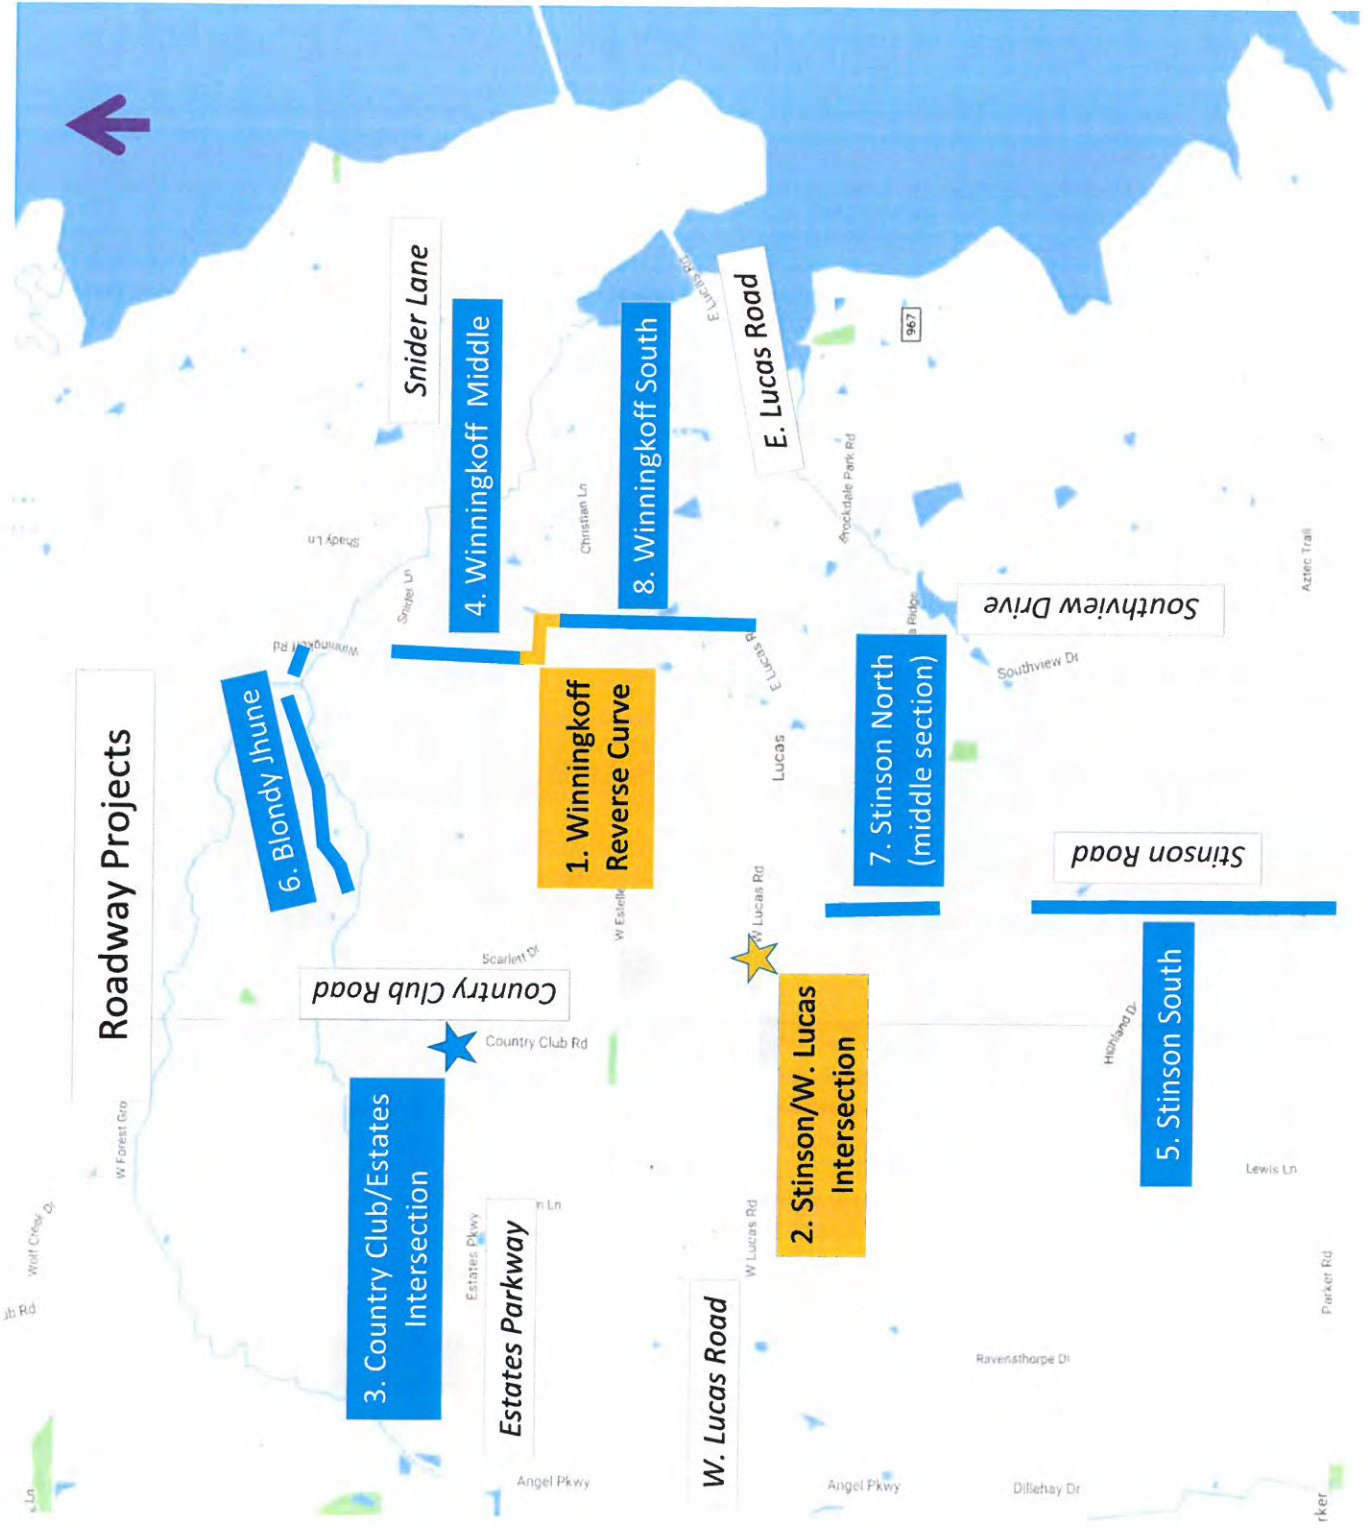 Roadway Projects
Wolf Creek Dr
W Forest Gro
6. Blondy Jhune
Winningkoff Rd
Shady Ln
3. Country Club/Estates
Intersection
Country Club Road
Snider Ln
Snider Lane
Estates Pkwy
Estates Parkway
Country Club Rd
Scarlett Dr
4. Winningkoff Middle
Angel Pkwy
n Ln
1. Winningkoff
Reverse Curve
Christian Ln
W Estelle
8. Winningkoff South
W. Lucas Road
W Lucas Rd
W Lucas Rd
Lucas
E Lucas R
E Lucas Rd
E. Lucas Road
2. Stinson/W. Lucas
Intersection
Angel Pkwy
7. Stinson North
(middle section)
Brockdale Park Rd
a Ridge
967
Ravensthorpe Dr
Southview Dr
Southview Drive
Dillehay Dr
Highland Dr
Stinson Road
5. Stinson South
Lewis Ln
Aztec Trail
Parker Rd
rker